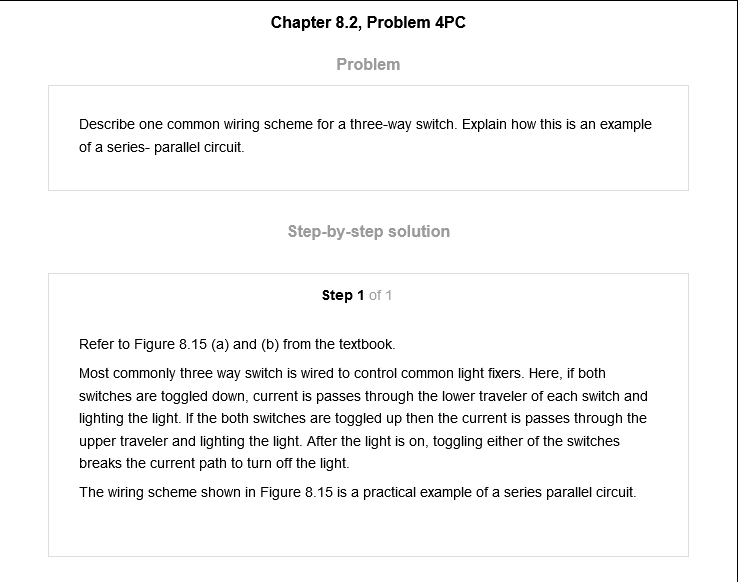 Chapter 8.2, Problem 4PC
Problem
Describe one common wiring scheme for a three-way switch. Explain how this is an example
of a series- parallel circuit.
Step-by-step solution
Step 1 of 1
Refer to Figure 8.15 (a) and (b) from the textbook.
Most commonly three way switch is wired to control common light fixers. Here, if both
switches are toggled down, current is passes through the lower traveler of each switch and
lighting the light. If the both switches are toggled up then the current is passes through the
upper traveler and lighting the light. After the light is on, toggling either of the switches
breaks the current path to turn off the light.
The wiring scheme shown in Figure 8.15 is a practical example of a series parallel circuit.